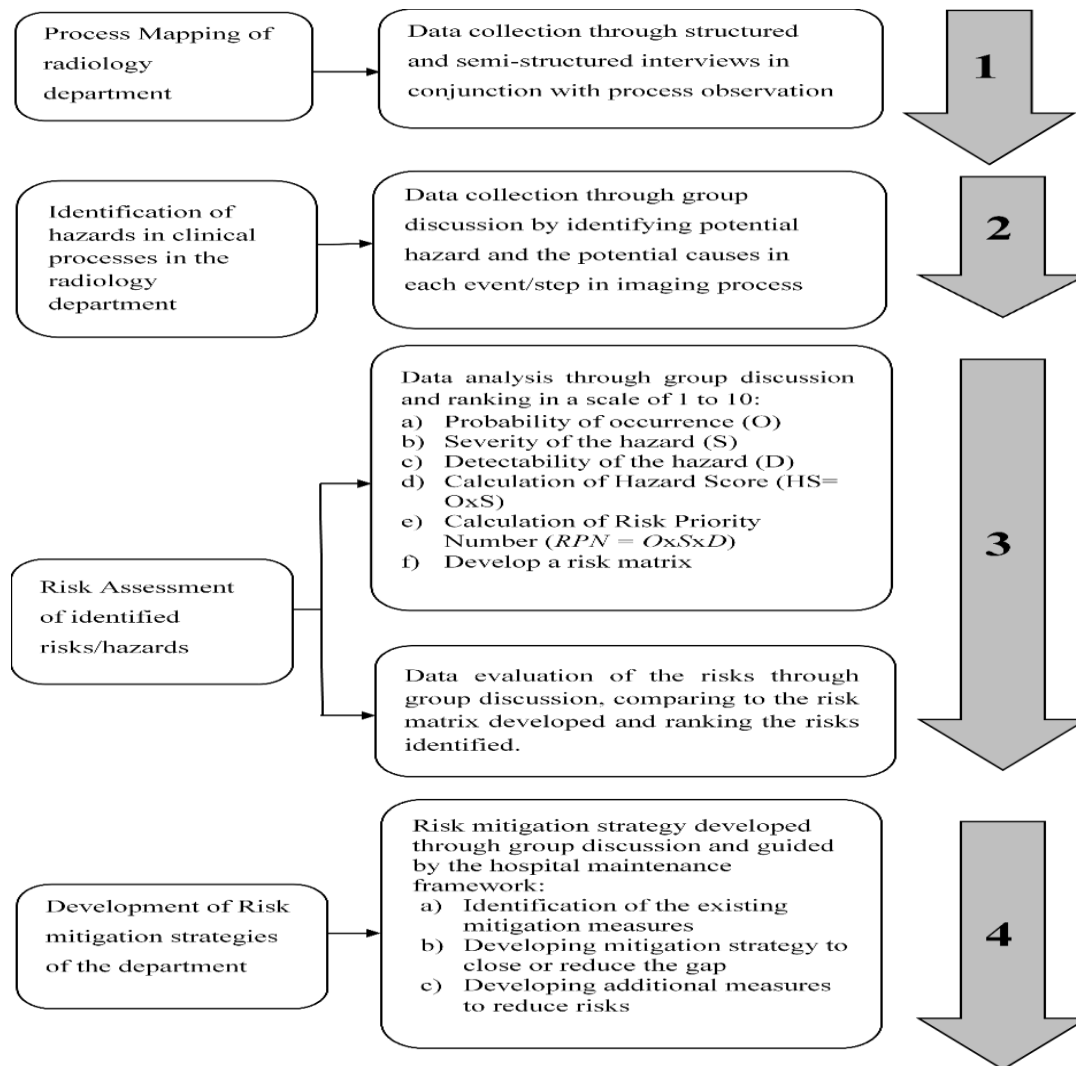 Process Mapping of
radiology
department
Data collection through structured
and semi-structured interviews in
conjunction with process observation
1
Identification of
hazards in clinical
processes in the
radiology
department
Data collection through group
discussion by identifying potential
hazard and the potential causes in
each event/step in imaging process
2
Risk Assessment
of identified
risks/hazards
Data analysis through group discussion
and ranking in a scale of 1 to 10:
a) Probability of occurrence (O)
b) Severity of the hazard (S)
c) Detectability of the hazard (D)
d) Calculation of Hazard Score (HS=
OxS)
e) Calculation of Risk Priority
Number (RPN = OxSxD)
f) Develop a risk matrix
Data evaluation of the risks through
group discussion, comparing to the risk
matrix developed and ranking the risks
identified.
3
Development of Risk
mitigation strategies
of the department
Risk mitigation strategy developed
through group discussion and guided
by the hospital maintenance
framework:
a) Identification of the existing
mitigation measures
b) Developing mitigation strategy to
close or reduce the gap
c) Developing additional measures
to reduce risks
4